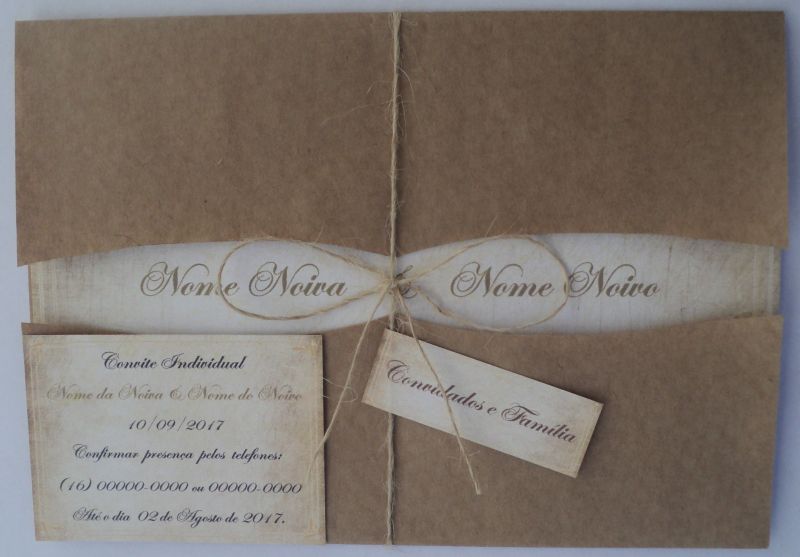 Nome Noiva & Nome Noivo
Convite Individual
Nome da Noiva & Nome do Noivo
10/09/2017
Confirmar presença pelos telefones:
(16) 00000-0000 ou 00000-0000
Até o dia 02 de Agosto de 2017.
Convidados e Família